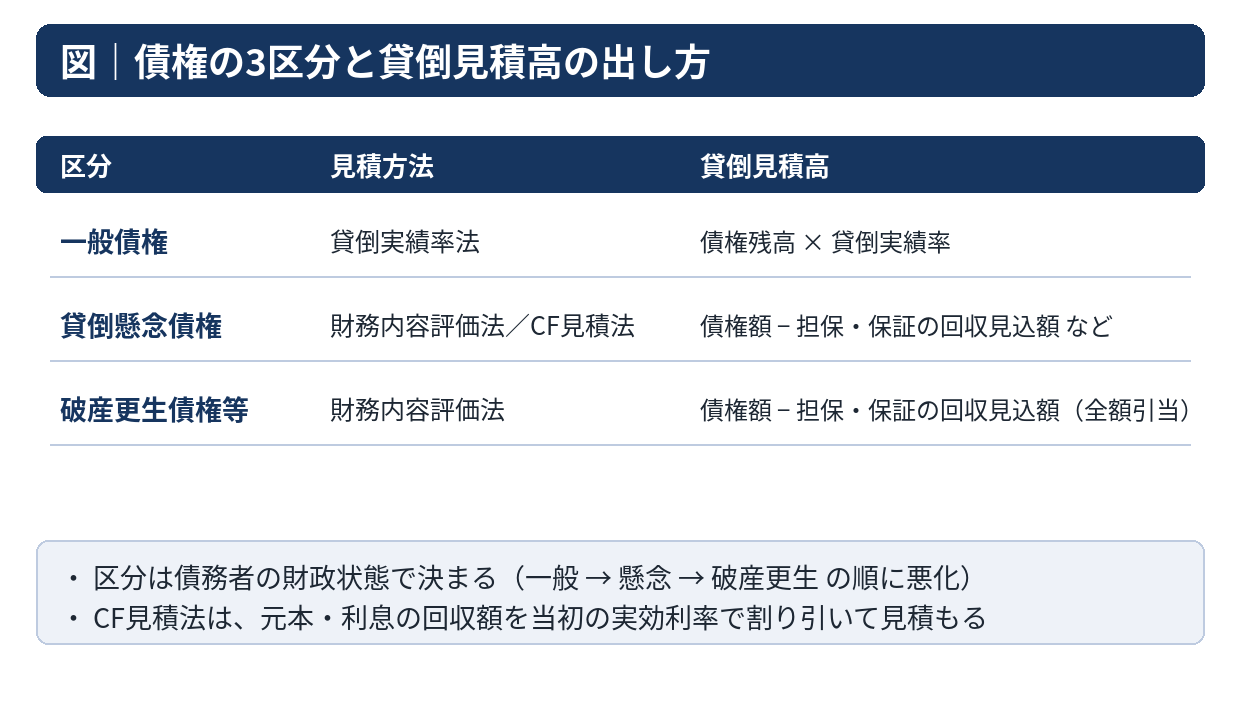 図｜債権の3区分と貸倒見積高の出し方
区分 見積方法 貸倒見積高
一般債権 貸倒実績率法 債権残高 × 貸倒実績率
貸倒懸念債権 財務内容評価法／CF見積法 債権額 − 担保・保証の回収見込額 など
破産更生債権等 財務内容評価法 債権額 − 担保・保証の回収見込額（全額引当）
・ 区分は債務者の財政状態で決まる（一般 → 懸念 → 破産更生 の順に悪化）
・ CF見積法は、元本・利息の回収額を当初の実効利率で割り引いて見積もる